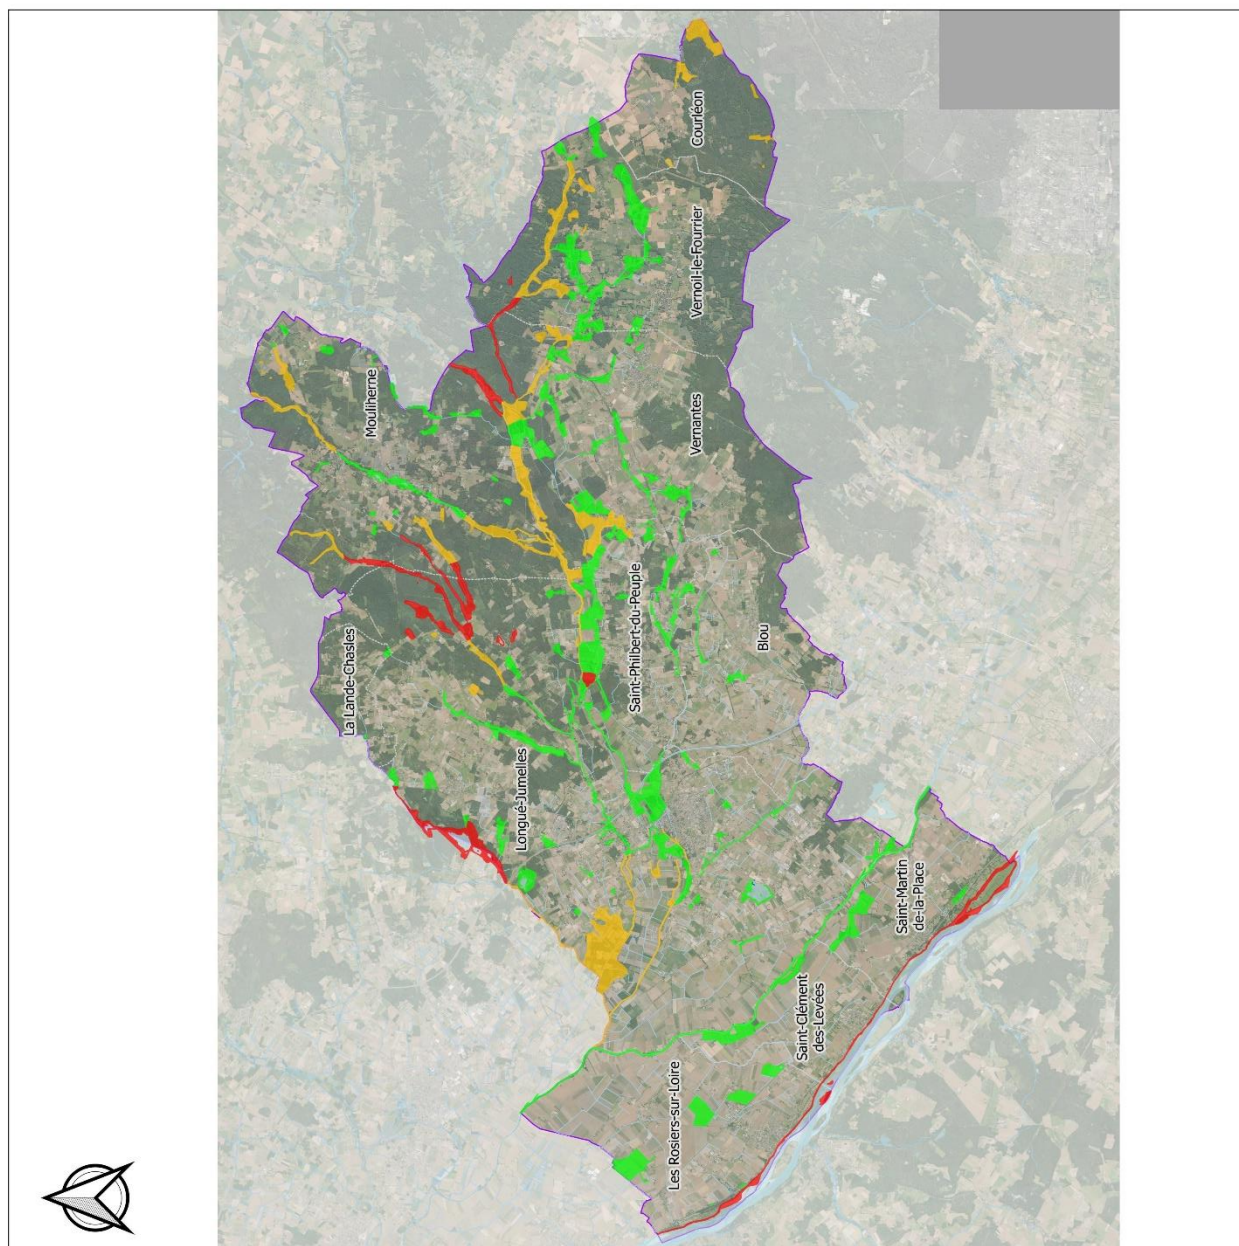 Courléon
Vernoil-le-Fourrier
Mouliherne
Vernantes
La Lande-Chasles
Saint-Philbert-du-Peuple
Blou
Longué-Jumelles
Saint-Martin
de-la-Place
Saint-Clément
des-Levées
Les Rosiers-sur-Loire